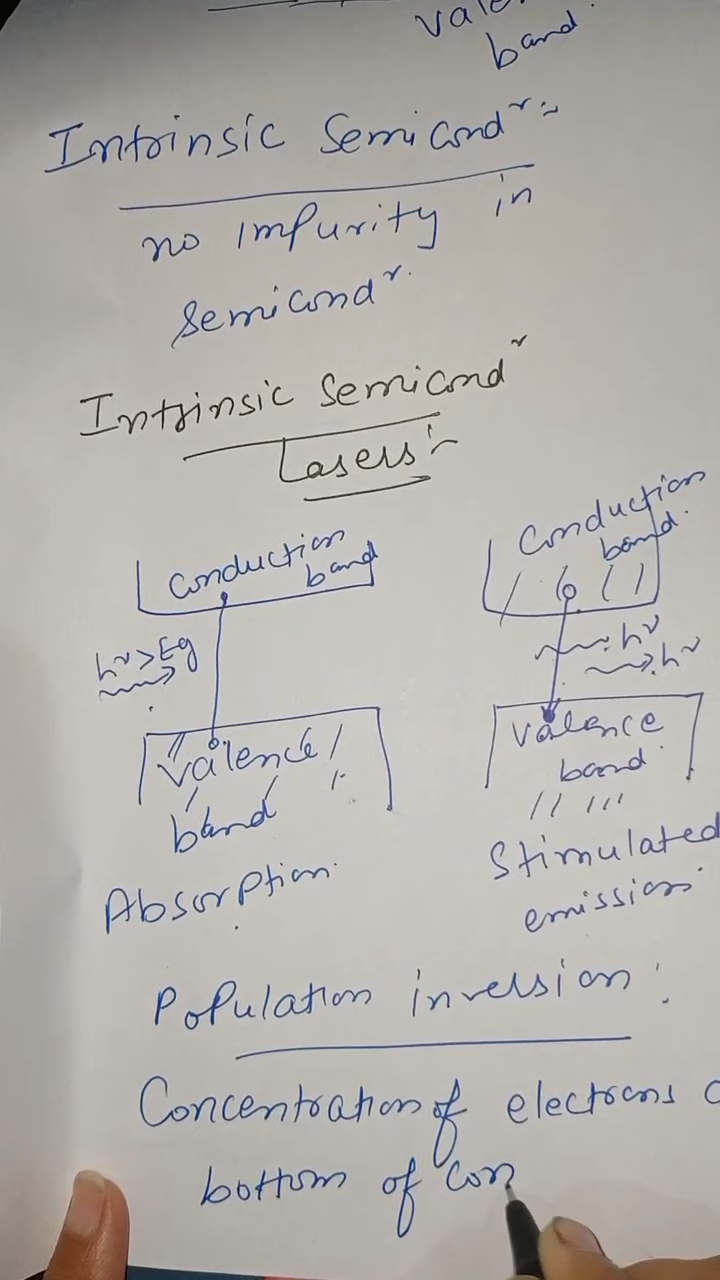 band.
Intrinsic Semicondʳ :-
no impurity in
semicondʳ.
Intrinsic Semicondʳ
Lasers :-
Conduction
band
hν>Eg
Valence
band
Absorption.
Conduction
band.
hν
hν
Valence
band.
Stimulated
emission.
Population inversion :
Concentration of electrons
bottom of con